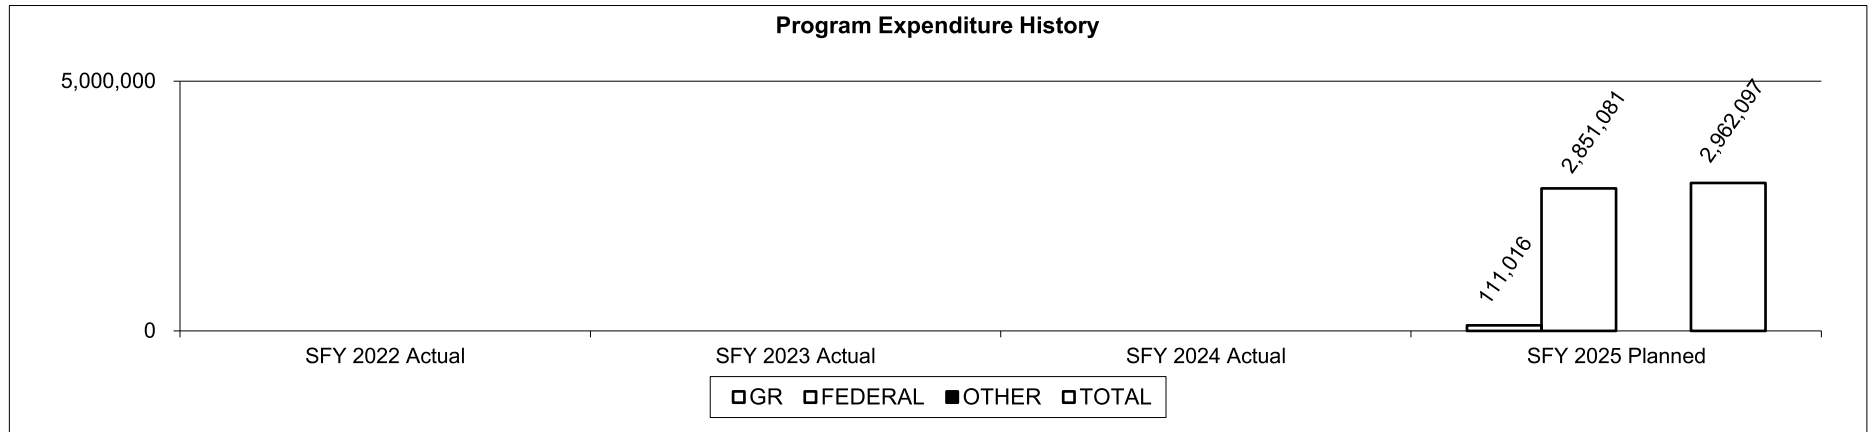 Program Expenditure History
5,000,000
2,962,097
2,851,081
111,016
0
SFY 2022 Actual SFY 2023 Actual SFY 2024 Actual SFY 2025 Planned
GR FEDERAL OTHER TOTAL